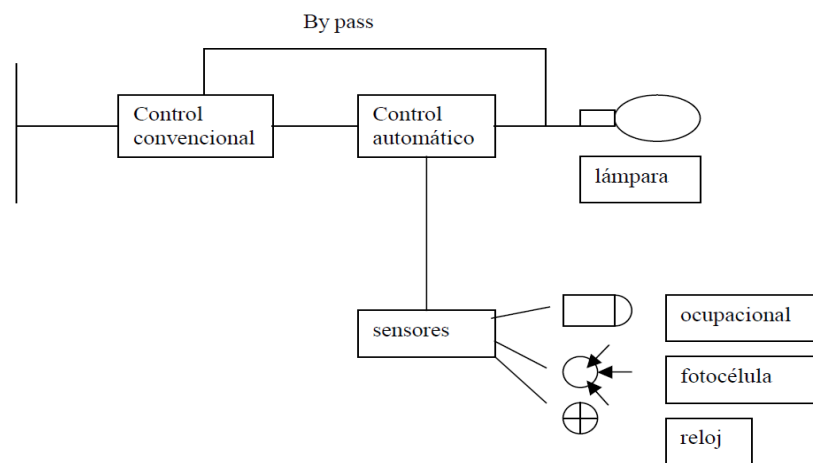 By pass
Control
convencional
Control
automático
lámpara
sensores
ocupacional
fotocélula
reloj